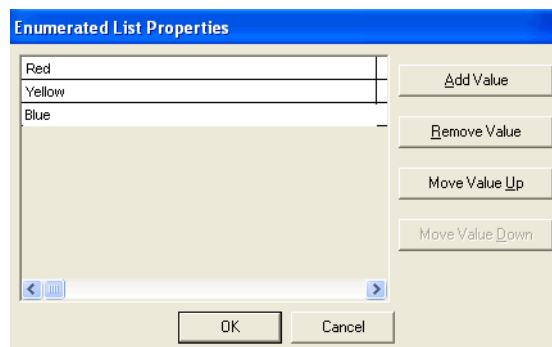 Enumerated List Properties
Red
Yellow
Blue
Add Value
Remove Value
Move Value Up
Move Value Down
OK
Cancel